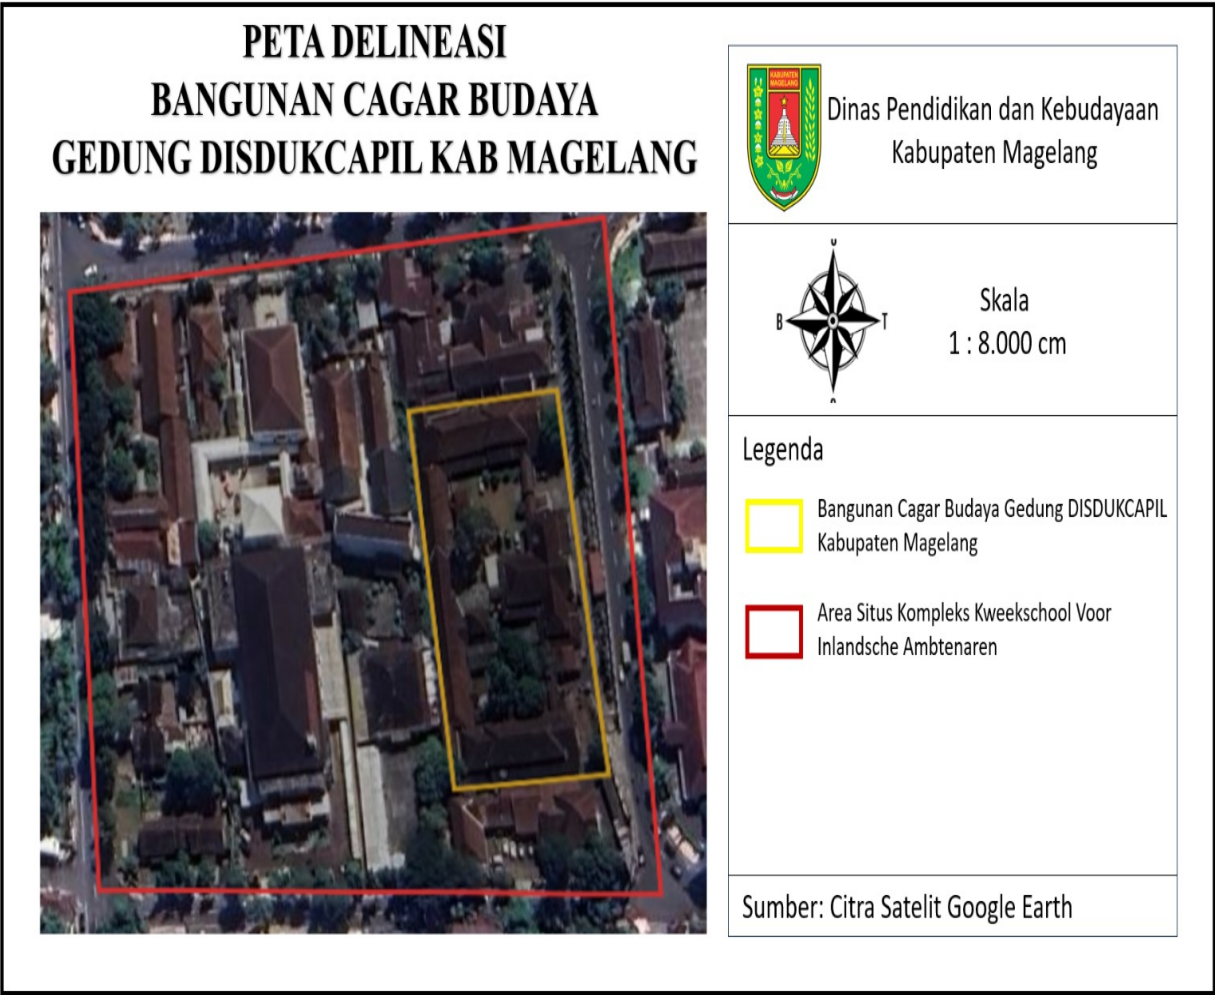 PETA DELINEASI
BANGUNAN CAGAR BUDAYA
GEDUNG DISDUKCAPIL KAB MAGELANG
KABUPATEN
MAGELANG
Dinas Pendidikan dan Kebudayaan
Kabupaten Magelang
B
T
Skala
1 : 8.000 cm
Legenda
Bangunan Cagar Budaya Gedung DISDUKCAPIL
Kabupaten Magelang
Area Situs Kompleks Kweekschool Voor
Inlandsche Ambtenaren
Sumber: Citra Satelit Google Earth